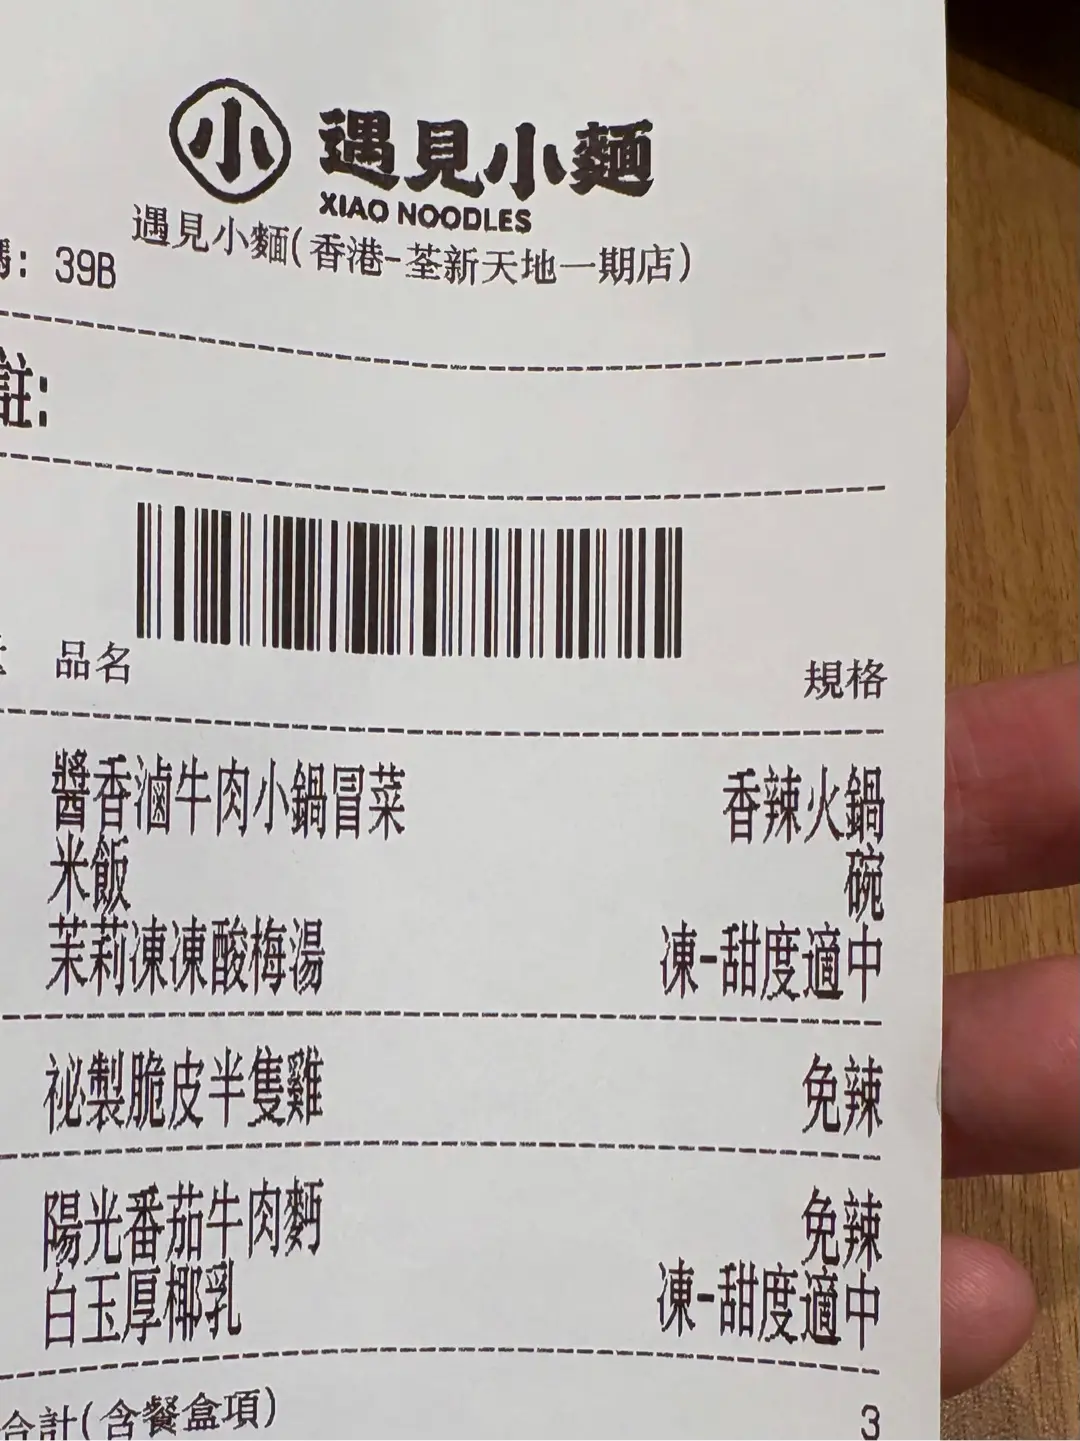 小 遇見小麵
XIAO NOODLES
遇見小麵(香港-荃新天地一期店)
碼: 39B
註:
品名 規格
醬香滷牛肉小鍋冒菜 香辣火鍋
米飯 碗
茉莉凍凍酸梅湯 凍-甜度適中
祕製脆皮半隻雞 免辣
陽光番茄牛肉麪 免辣
白玉厚椰乳 凍-甜度適中
合計(含餐盒項) 3